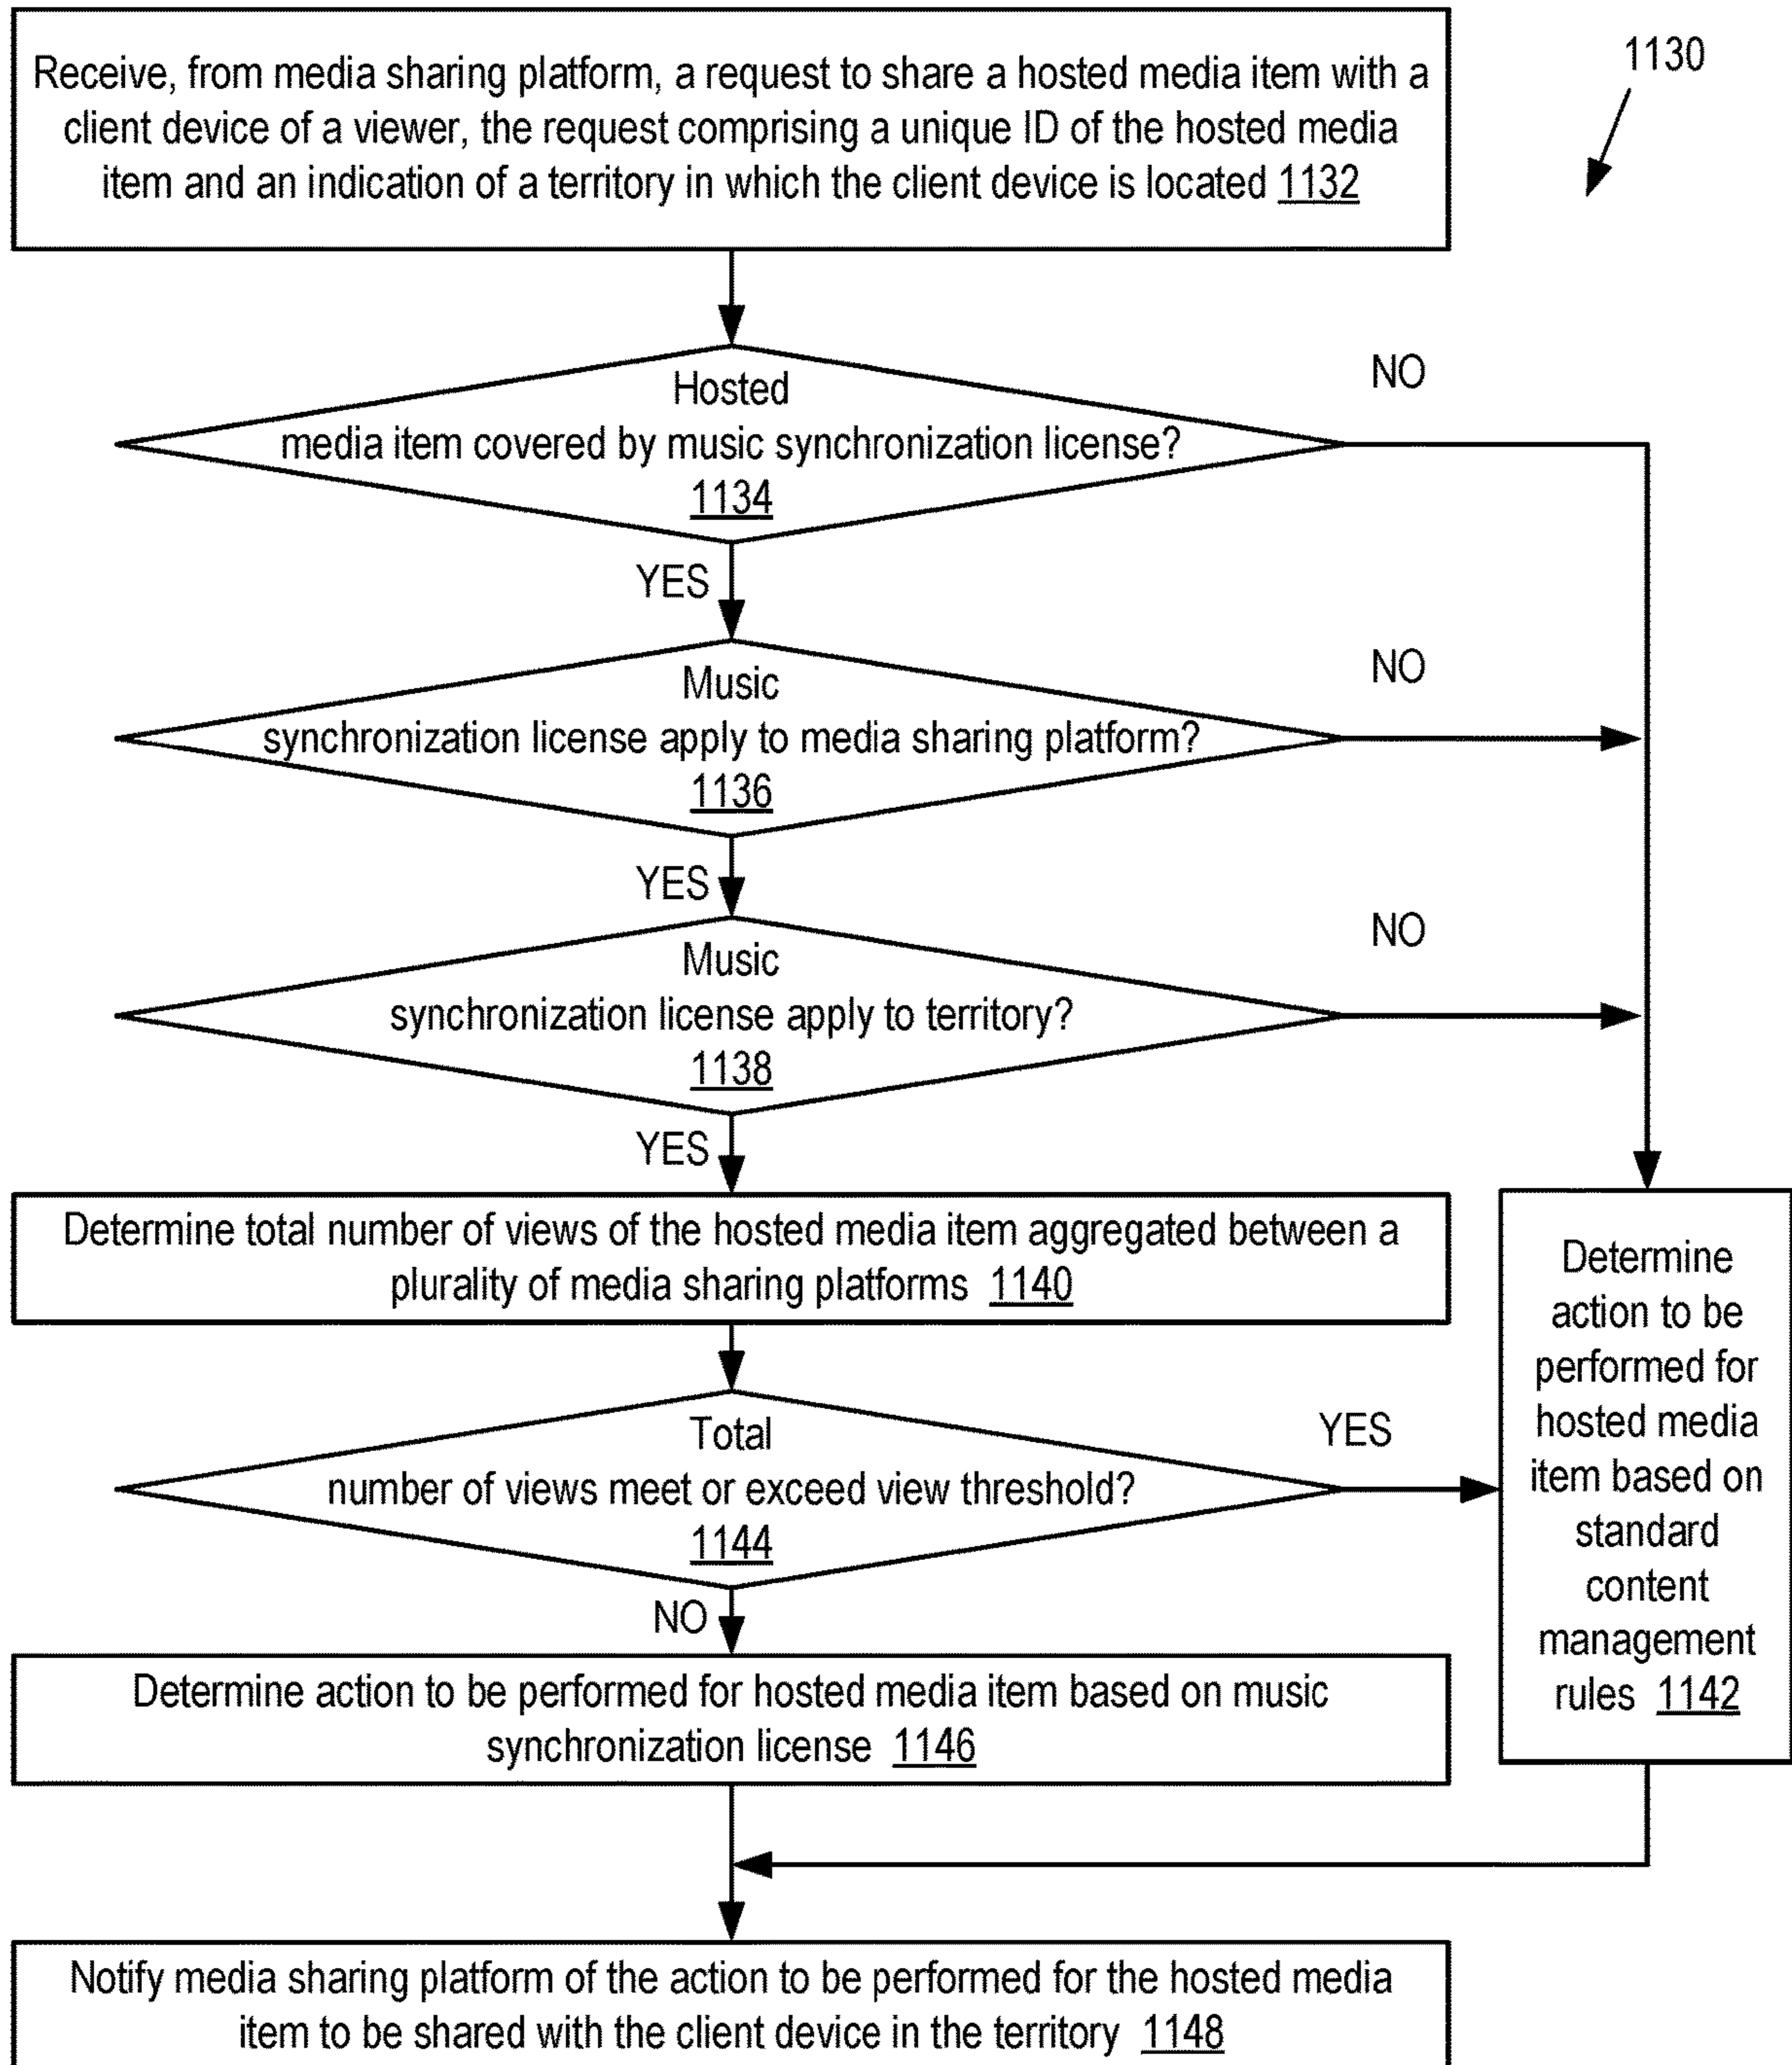 1130
Receive, from media sharing platform, a request to share a hosted media item with a
client device of a viewer, the request comprising a unique ID of the hosted media
item and an indication of a territory in which the client device is located 1132
Hosted
media item covered by music synchronization license?
1134
NO
YES
Music
synchronization license apply to media sharing platform?
1136
NO
YES
Music
synchronization license apply to territory?
1138
NO
YES
Determine total number of views of the hosted media item aggregated between a
plurality of media sharing platforms 1140
Total
number of views meet or exceed view threshold?
1144
YES
NO
Determine
action to be
performed for
hosted media
item based on
standard
content
management
rules 1142
Determine action to be performed for hosted media item based on music
synchronization license 1146
Notify media sharing platform of the action to be performed for the hosted media
item to be shared with the client device in the territory 1148